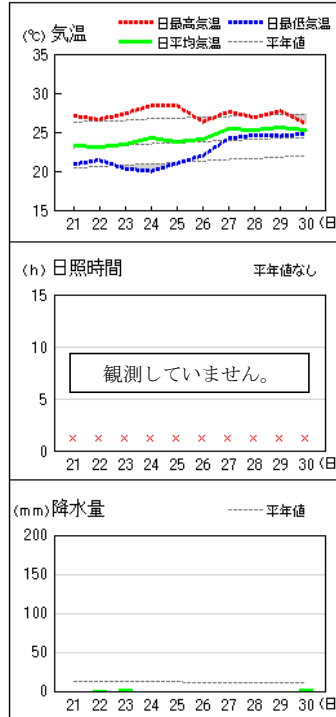 (℃) 気温
日最高気温 日最低気温
日平均気温 平年値
35
30
25
20
15
21 22 23 24 25 26 27 28 29 30 (日
(h) 日照時間 平年値なし
15
10
観測していません。
5
0
21 22 23 24 25 26 27 28 29 30 (日
(mm) 降水量 平年値
200
150
100
50
0
21 22 23 24 25 26 27 28 29 30 (日